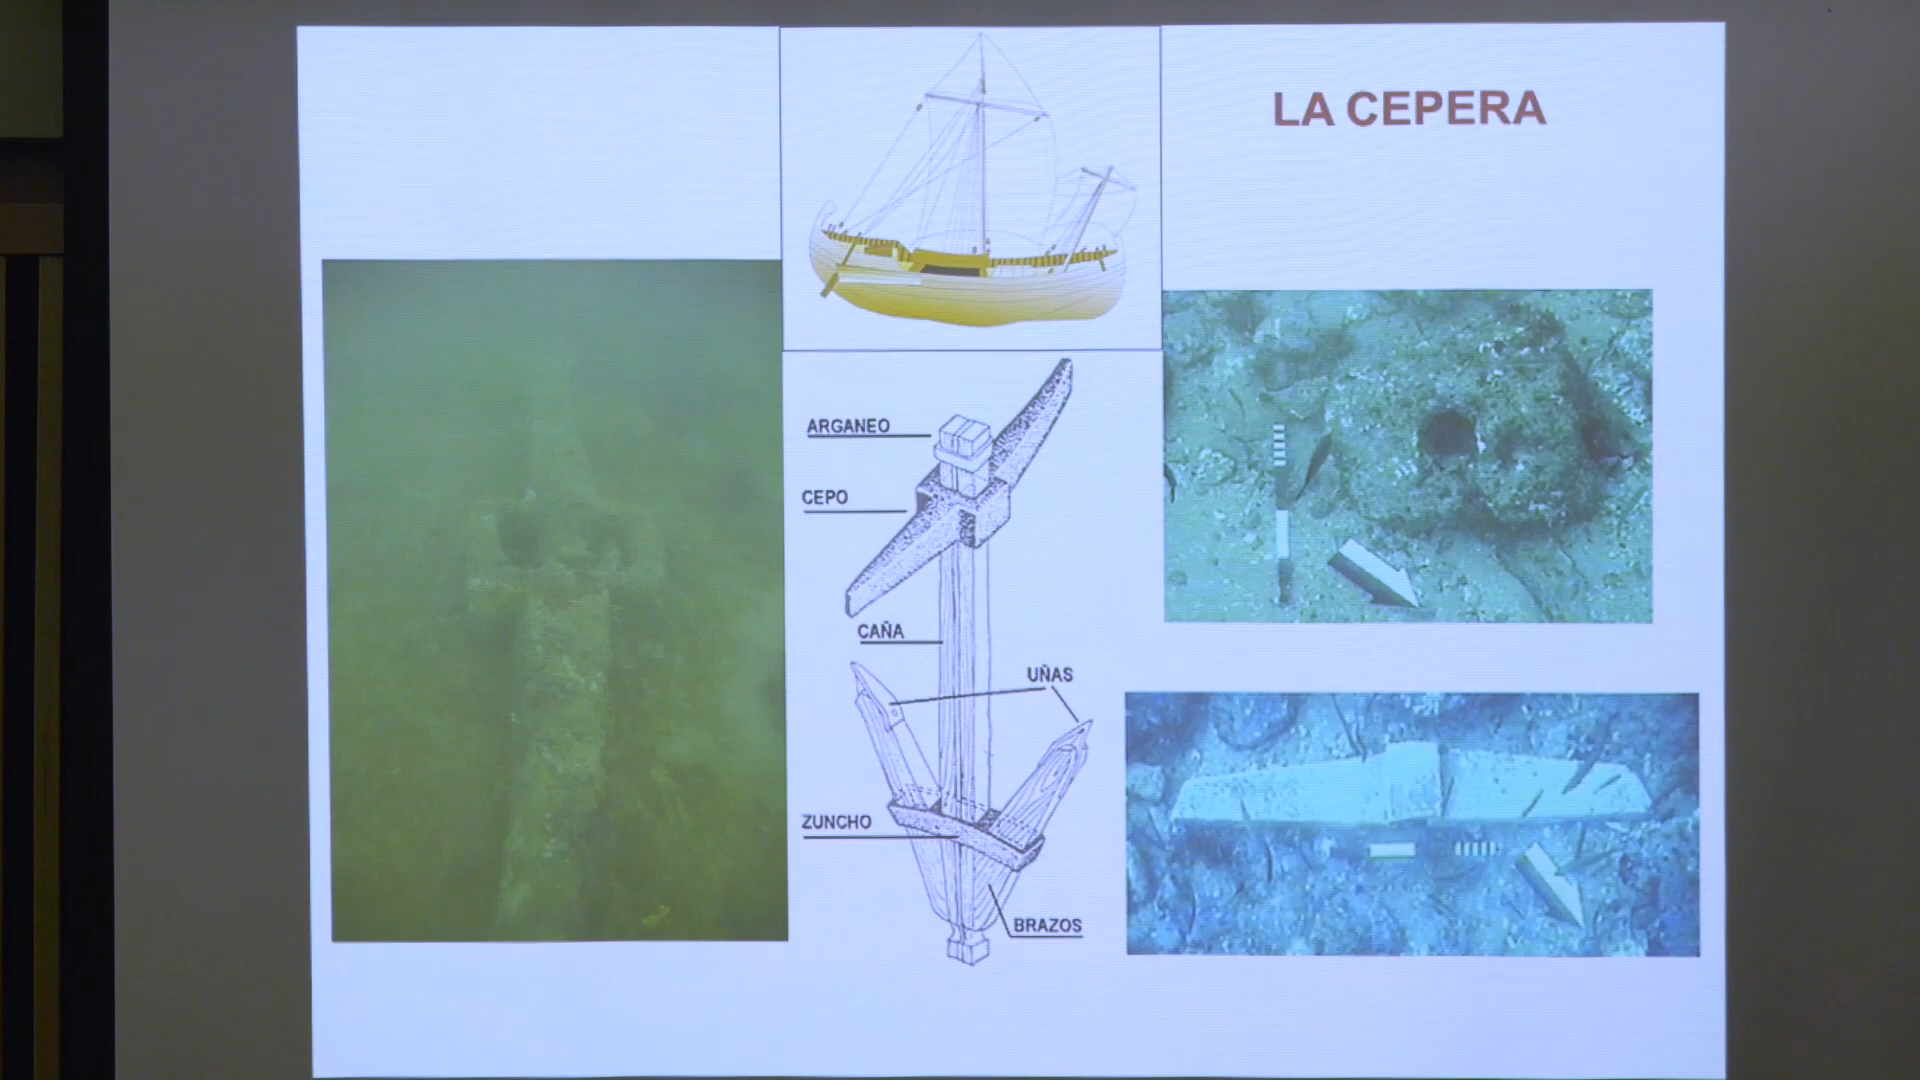 LA CEPERA
ARGANEO
CEPO
CAÑA
UÑAS
ZUNCHO
BRAZOS